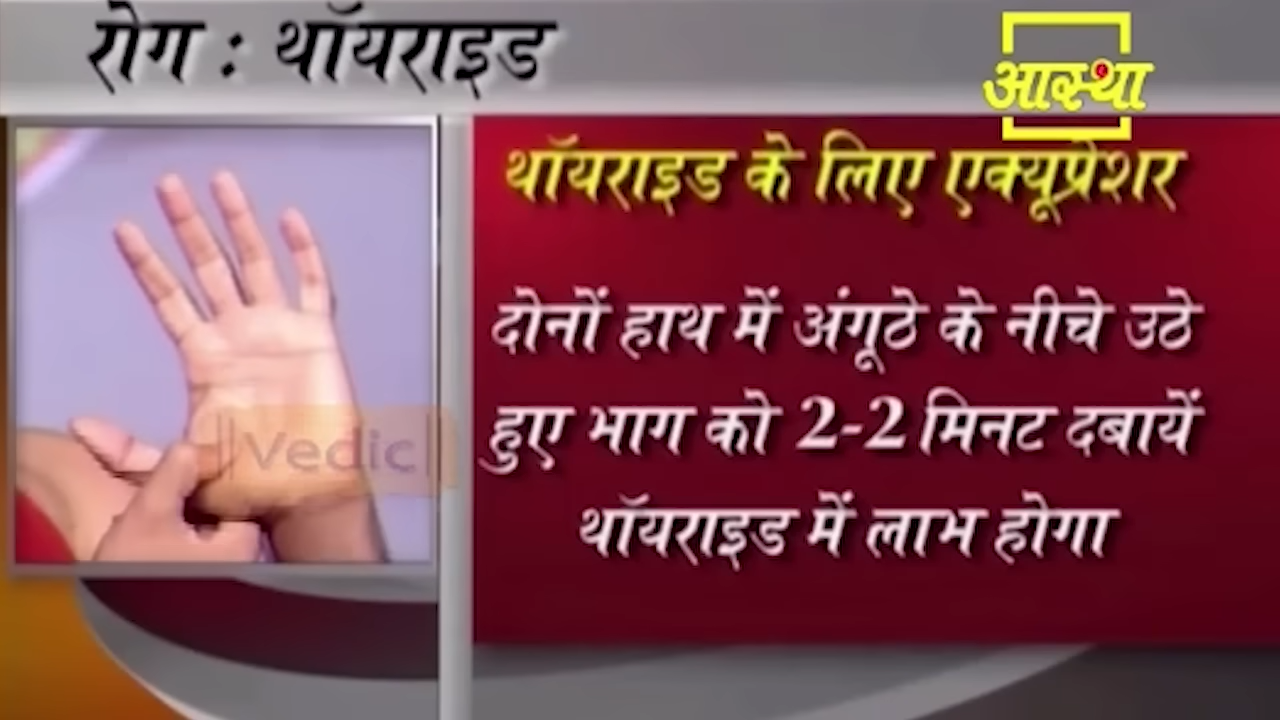 रोग : थॉयराइड
आस्था
थॉयराइड के लिए एक्यूप्रेशर
दोनों हाथ में अंगूठे के नीचे उठे
हुए भाग को 2-2 मिनट दबायें
थॉयराइड में लाभ होगा
Vedic